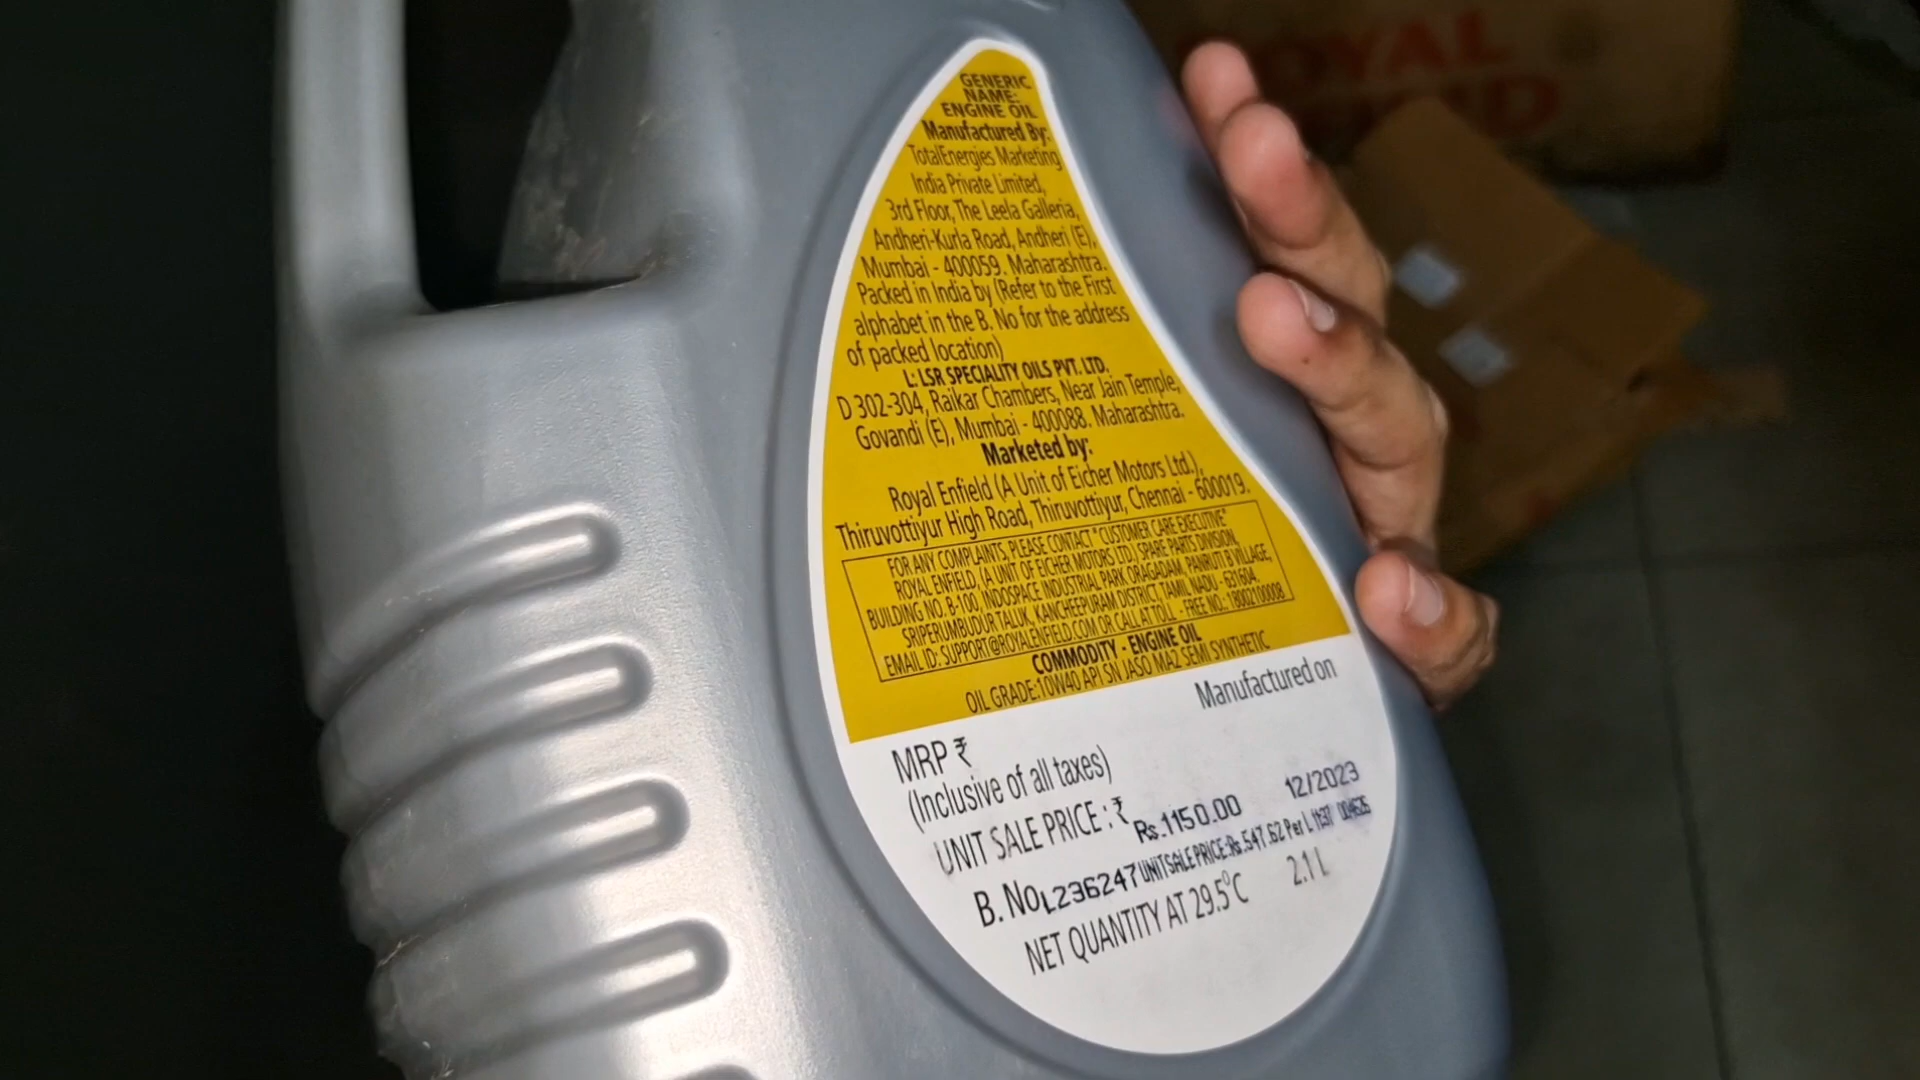 GENERIC
NAME:
ENGINE OIL
Manufactured By:
TotalEnergies Marketing
India Private Limited,
3rd Floor, The Leela Galleria,
Andheri-Kurla Road, Andheri (E),
Mumbai - 400059. Maharashtra.
Packed in India by (Refer to the First
alphabet in the B. No for the address
of packed location)
L: LSR SPECIALITY OILS PVT. LTD.
D 302-304, Raikar Chambers, Near Jain Temple,
Govandi (E), Mumbai - 400088. Maharashtra.
Marketed by:
Royal Enfield (A Unit of Eicher Motors Ltd.),
Thiruvottiyur High Road, Thiruvottiyur, Chennai - 600019.
FOR ANY COMPLAINTS, PLEASE CONTACT "CUSTOMER CARE EXECUTIVE"
ROYAL ENFIELD, (A UNIT OF EICHER MOTORS LTD.), SPARE PARTS DIVISION,
BUILDING NO. B-100, INDOSPACE INDUSTRIAL PARK, ORAGADAM, PANRUTI B VILLAGE,
SRIPERUMBUDUR TALUK, KANCHEEPURAM DISTRICT TAMIL NADU - 631604.
EMAIL ID: SUPPORT@ROYALENFIELD.COM OR CALL AT TOLL - FREE NO.: 1800210008
COMMODITY - ENGINE OIL
OIL GRADE:10W40 API SN JASO MA2 SEMI SYNTHETIC
Manufactured on
MRP ₹
(Inclusive of all taxes)
UNIT SALE PRICE : ₹ Rs.1150.00 12/2023
B. NO L236247 UNITSALEPRICE:Rs.547.62 Per L
NET QUANTITY AT 29.5°C 2.1 L
ROYAL